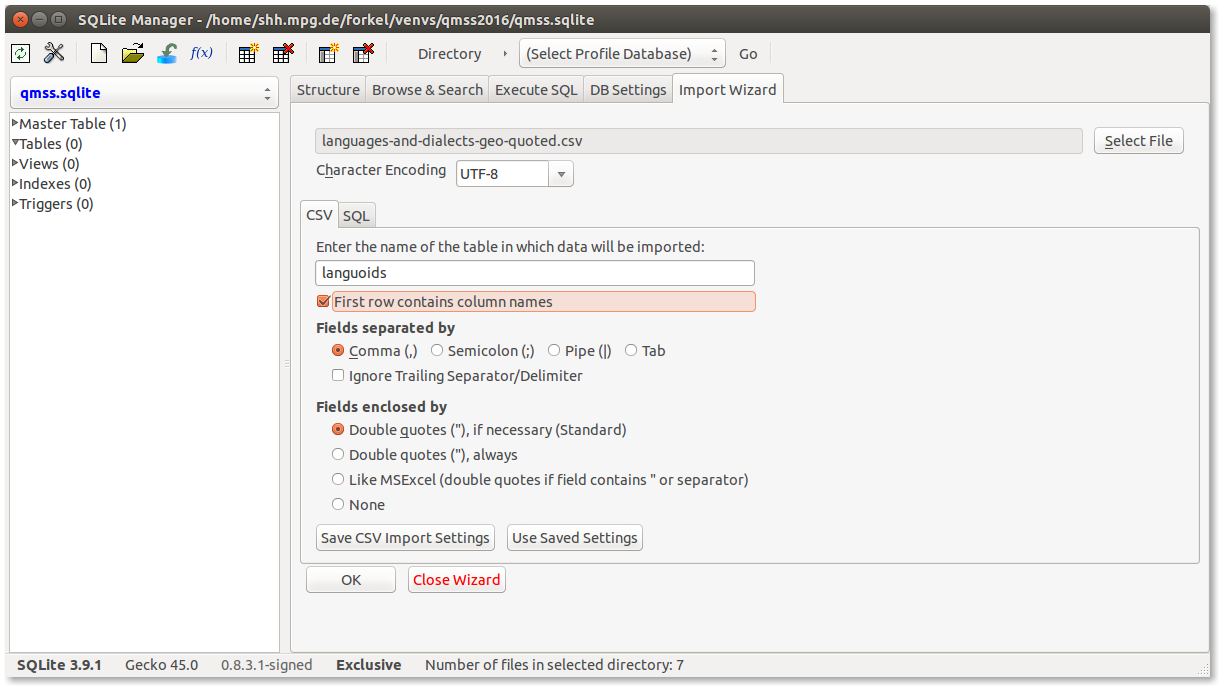 SQLite Manager - /home/shh.mpg.de/forkel/venvs/qmss2016/qmss.sqlite
f(x) Directory (Select Profile Database) Go
qmss.sqlite
Master Table (1)
Tables (0)
Views (0)
Indexes (0)
Triggers (0)
Structure Browse & Search Execute SQL DB Settings Import Wizard
languages-and-dialects-geo-quoted.csv Select File
Character Encoding UTF-8
CSV SQL
Enter the name of the table in which data will be imported:
languoids
First row contains column names
Fields separated by
Comma (,) Semicolon (;) Pipe (|) Tab
Ignore Trailing Separator/Delimiter
Fields enclosed by
Double quotes ("), if necessary (Standard)
Double quotes ("), always
Like MSExcel (double quotes if field contains " or separator)
None
Save CSV Import Settings Use Saved Settings
OK Close Wizard
SQLite 3.9.1 Gecko 45.0 0.8.3.1-signed Exclusive Number of files in selected directory: 7